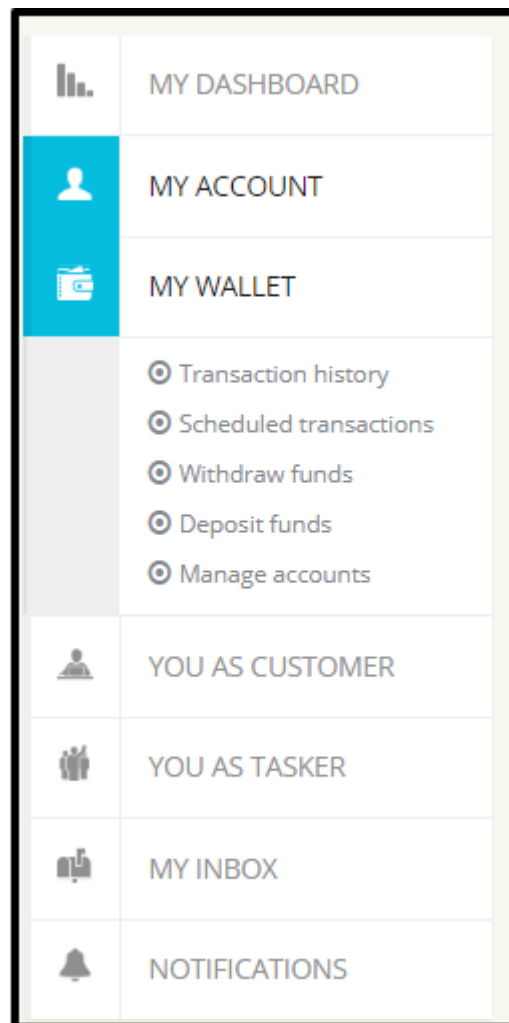 MY DASHBOARD
MY ACCOUNT
MY WALLET
Transaction history
Scheduled transactions
Withdraw funds
Deposit funds
Manage accounts
YOU AS CUSTOMER
YOU AS TASKER
MY INBOX
NOTIFICATIONS